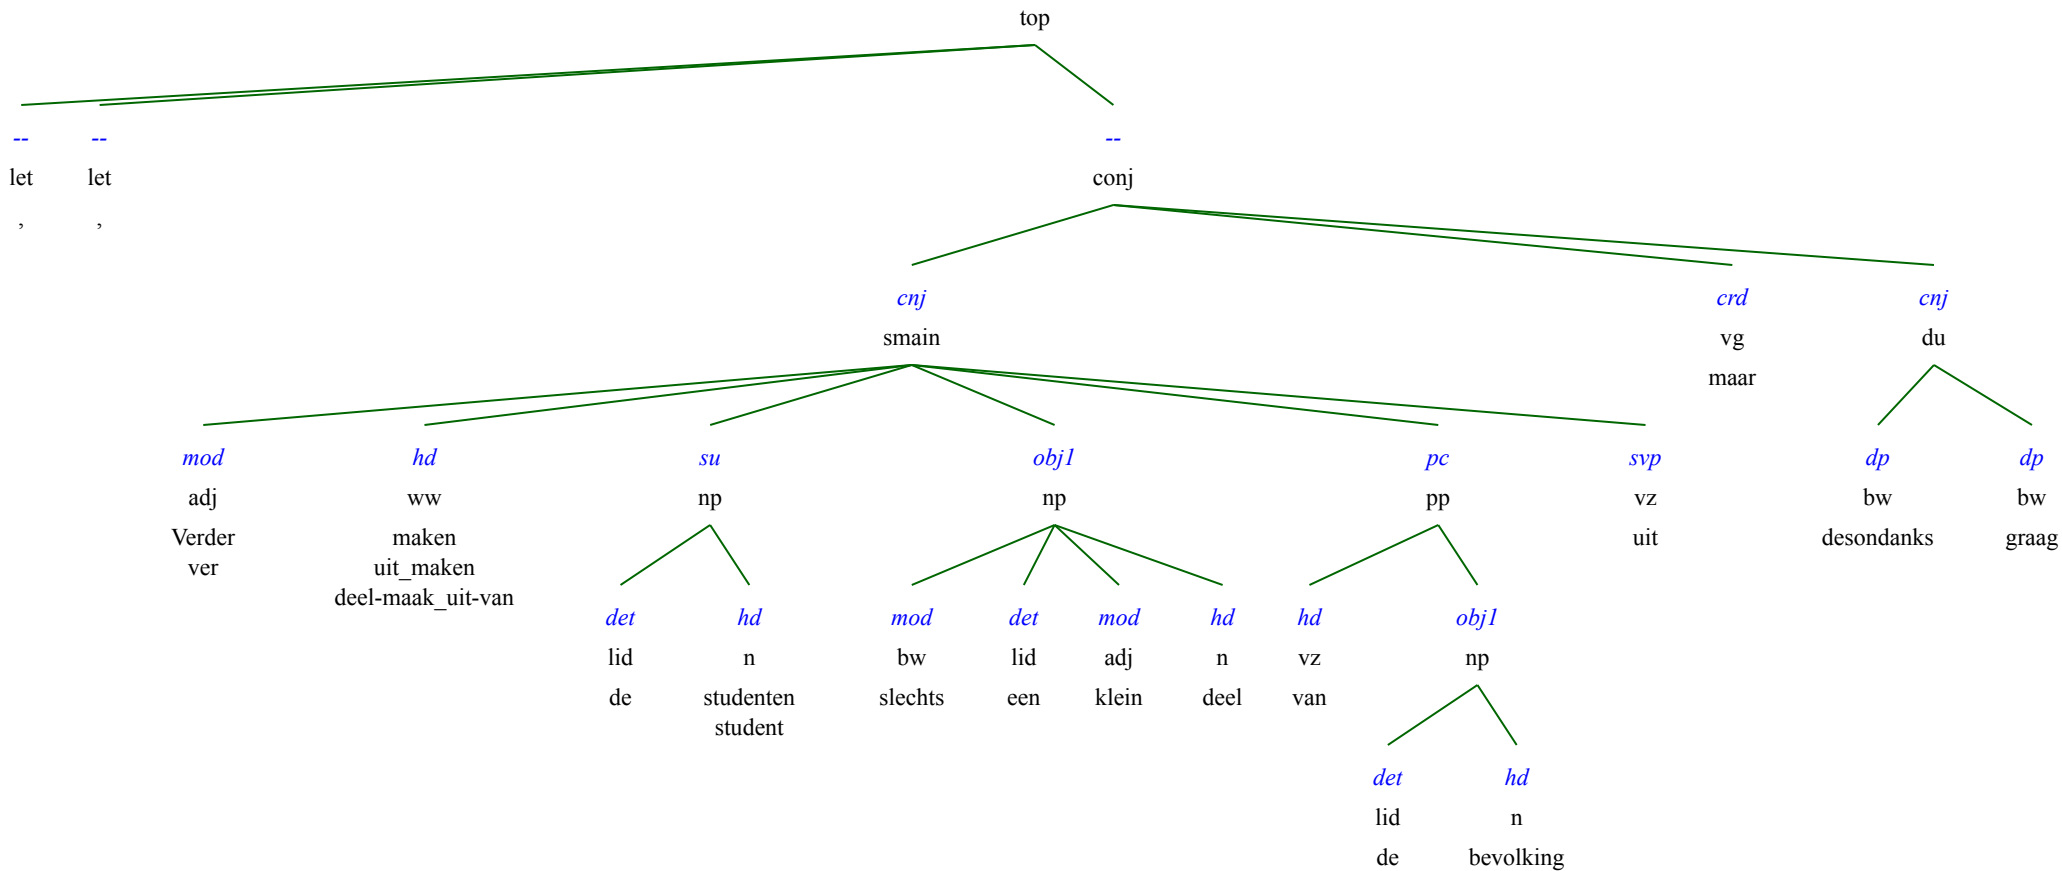 top
-- -- --
let let conj
, ,
cnj crd cnj
smain vg du
maar
mod hd su obj1 pc svp dp dp
adj ww np np pp vz bw bw
Verder maken uit desondanks graag
ver uit_maken
deel-maak_uit-van
det hd mod det mod hd hd obj1
lid n bw lid adj n vz np
de studenten slechts een klein deel van
student
det hd
lid n
de bevolking